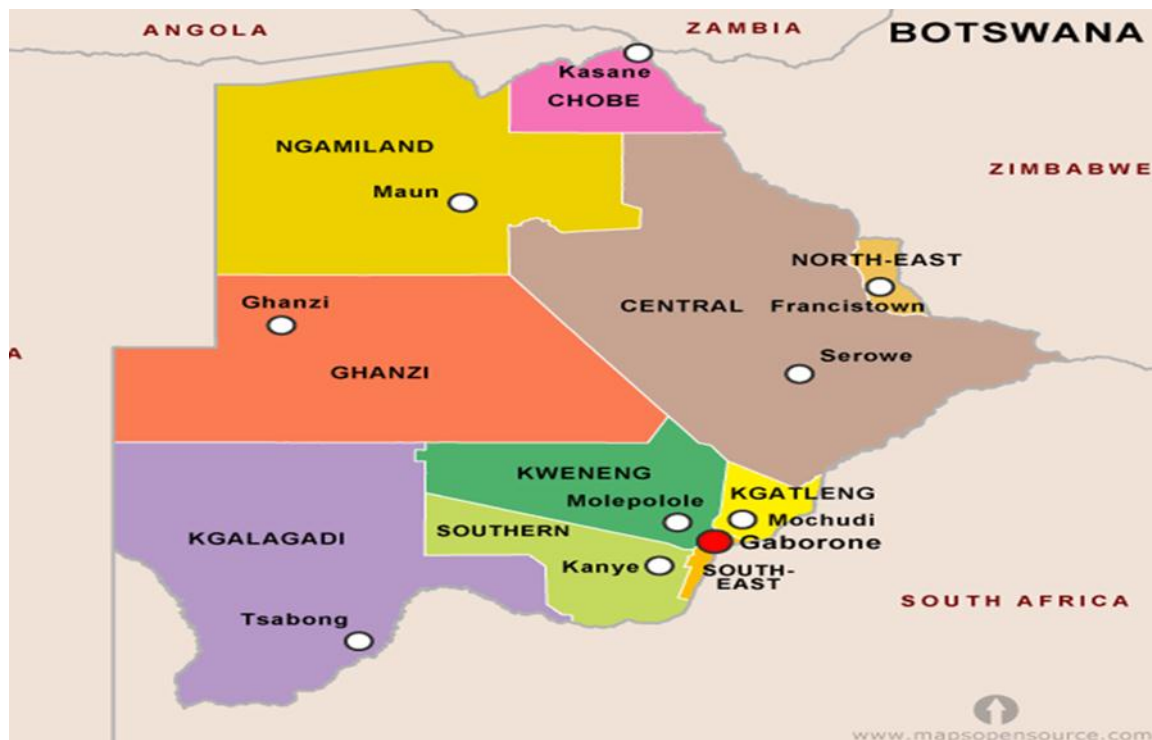 ANGOLA
ZAMBIA
BOTSWANA
Kasane
CHOBE
NGAMILAND
ZIMBABWE
Maun
NORTH-EAST
Ghanzi
CENTRAL
Francistown
A
Serowe
GHANZI
KWENENG
KGATLENG
Molepolole
Mochudi
SOUTHERN
KGALAGADI
Gaborone
Kanye
SOUTH-
EAST
SOUTH AFRICA
Tsabong
www.mapsopensource.com